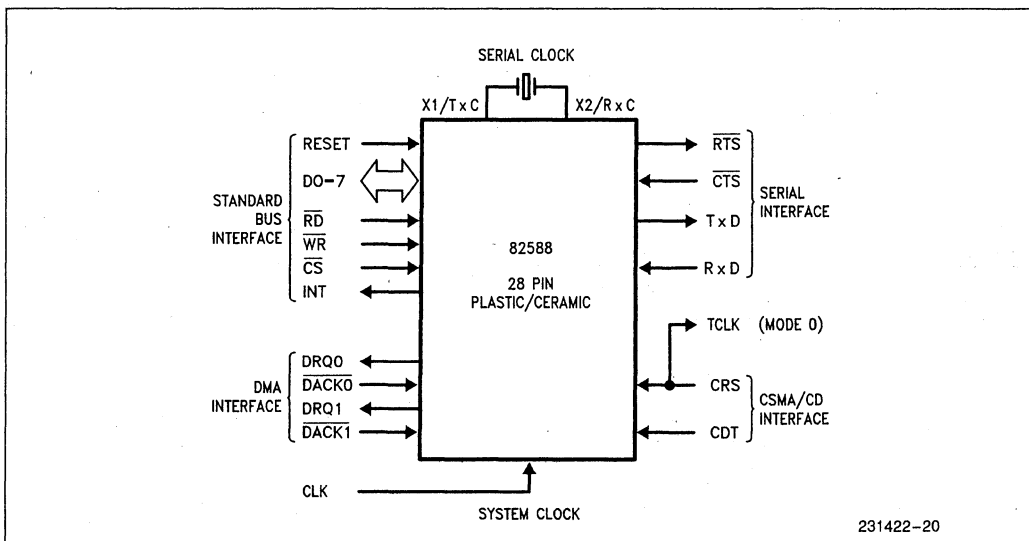 SERIAL CLOCK
X1/TxC
X2/RxC
STANDARD
BUS
INTERFACE
RESET
DO-7
RD
WR
CS
INT
DMA
INTERFACE
DRQ0
DACK0
DRQ1
DACK1
CLK
SYSTEM CLOCK
82588
28 PIN
PLASTIC/CERAMIC
RTS
CTS
TxD
RxD
SERIAL
INTERFACE
TCLK (MODE 0)
CRS
CDT
CSMA/CD
INTERFACE
231422-20